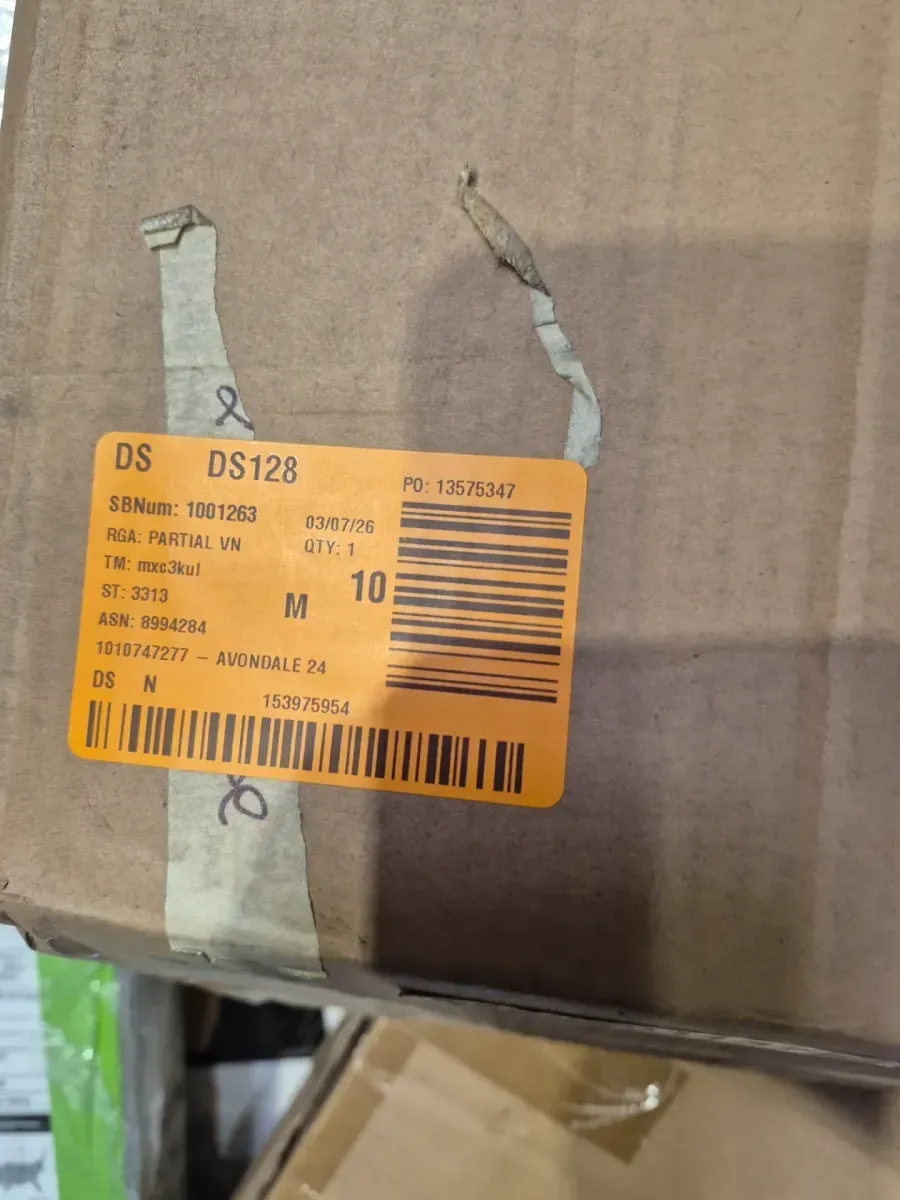 DS DS128
PO: 13575347
SBNum: 1001263
03/07/26
RGA: PARTIAL VN
QTY: 1
TM: mxc3kul
10
ST: 3313
M
ASN: 8994284
1010747277 – AVONDALE 24
DS N
153975954